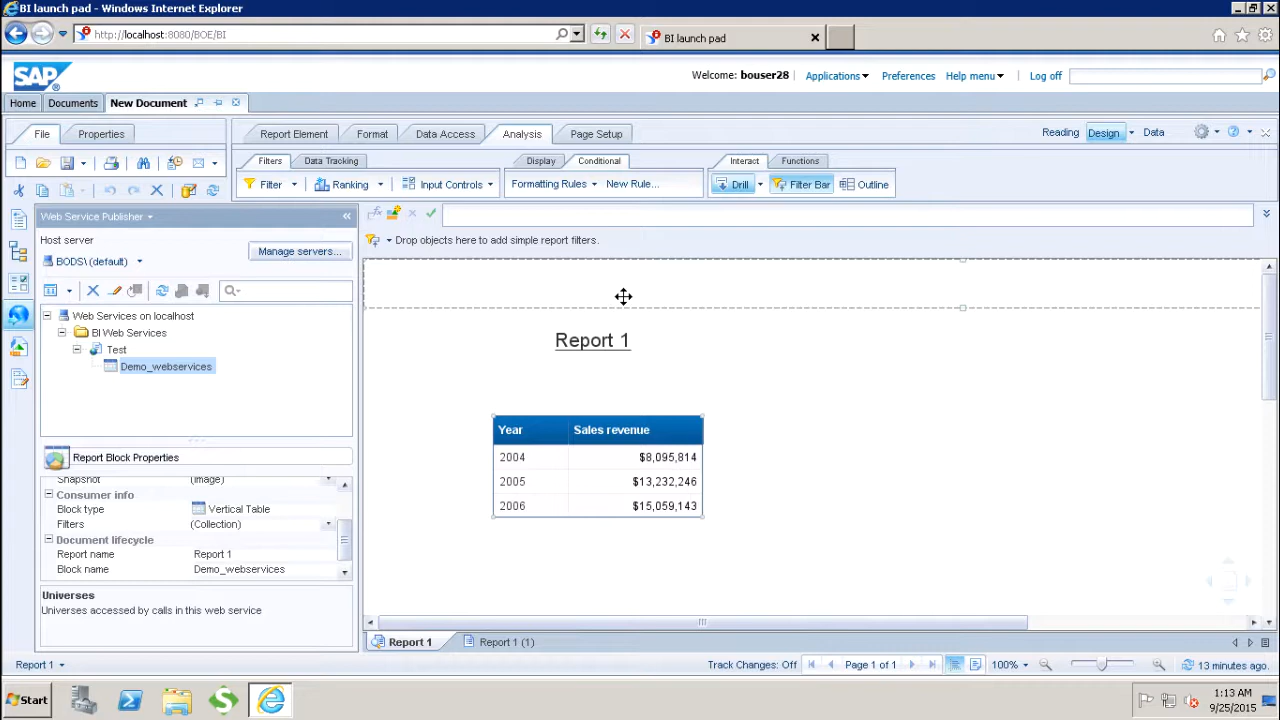 BI launch pad - Windows Internet Explorer
http://localhost:8080/BOE/BI
BI launch pad
SAP
Welcome: bouser28
Applications
Preferences
Help menu
Log off
Home
Documents
New Document
File
Properties
Report Element
Format
Data Access
Analysis
Page Setup
Reading
Design
Data
Filters
Data Tracking
Display
Conditional
Interact
Functions
Filter
Ranking
Input Controls
Formatting Rules
New Rule...
Drill
Filter Bar
Outline
Web Service Publisher
Host server
Manage servers...
BODS\ (default)
Drop objects here to add simple report filters.
Web Services on localhost
BI Web Services
Test
Demo_webservices
Report 1
Year Sales revenue
2004 $8,095,814
2005 $13,232,246
2006 $15,059,143
Report Block Properties
Snapshot (Image)
Consumer info
Block type Vertical Table
Filters (Collection)
Document lifecycle
Report name Report 1
Block name Demo_webservices
Universes
Universes accessed by calls in this web service
Report 1
Report 1 (1)
Report 1
Track Changes: Off
Page 1 of 1
100%
13 minutes ago.
Start
1:13 AM
9/25/2015